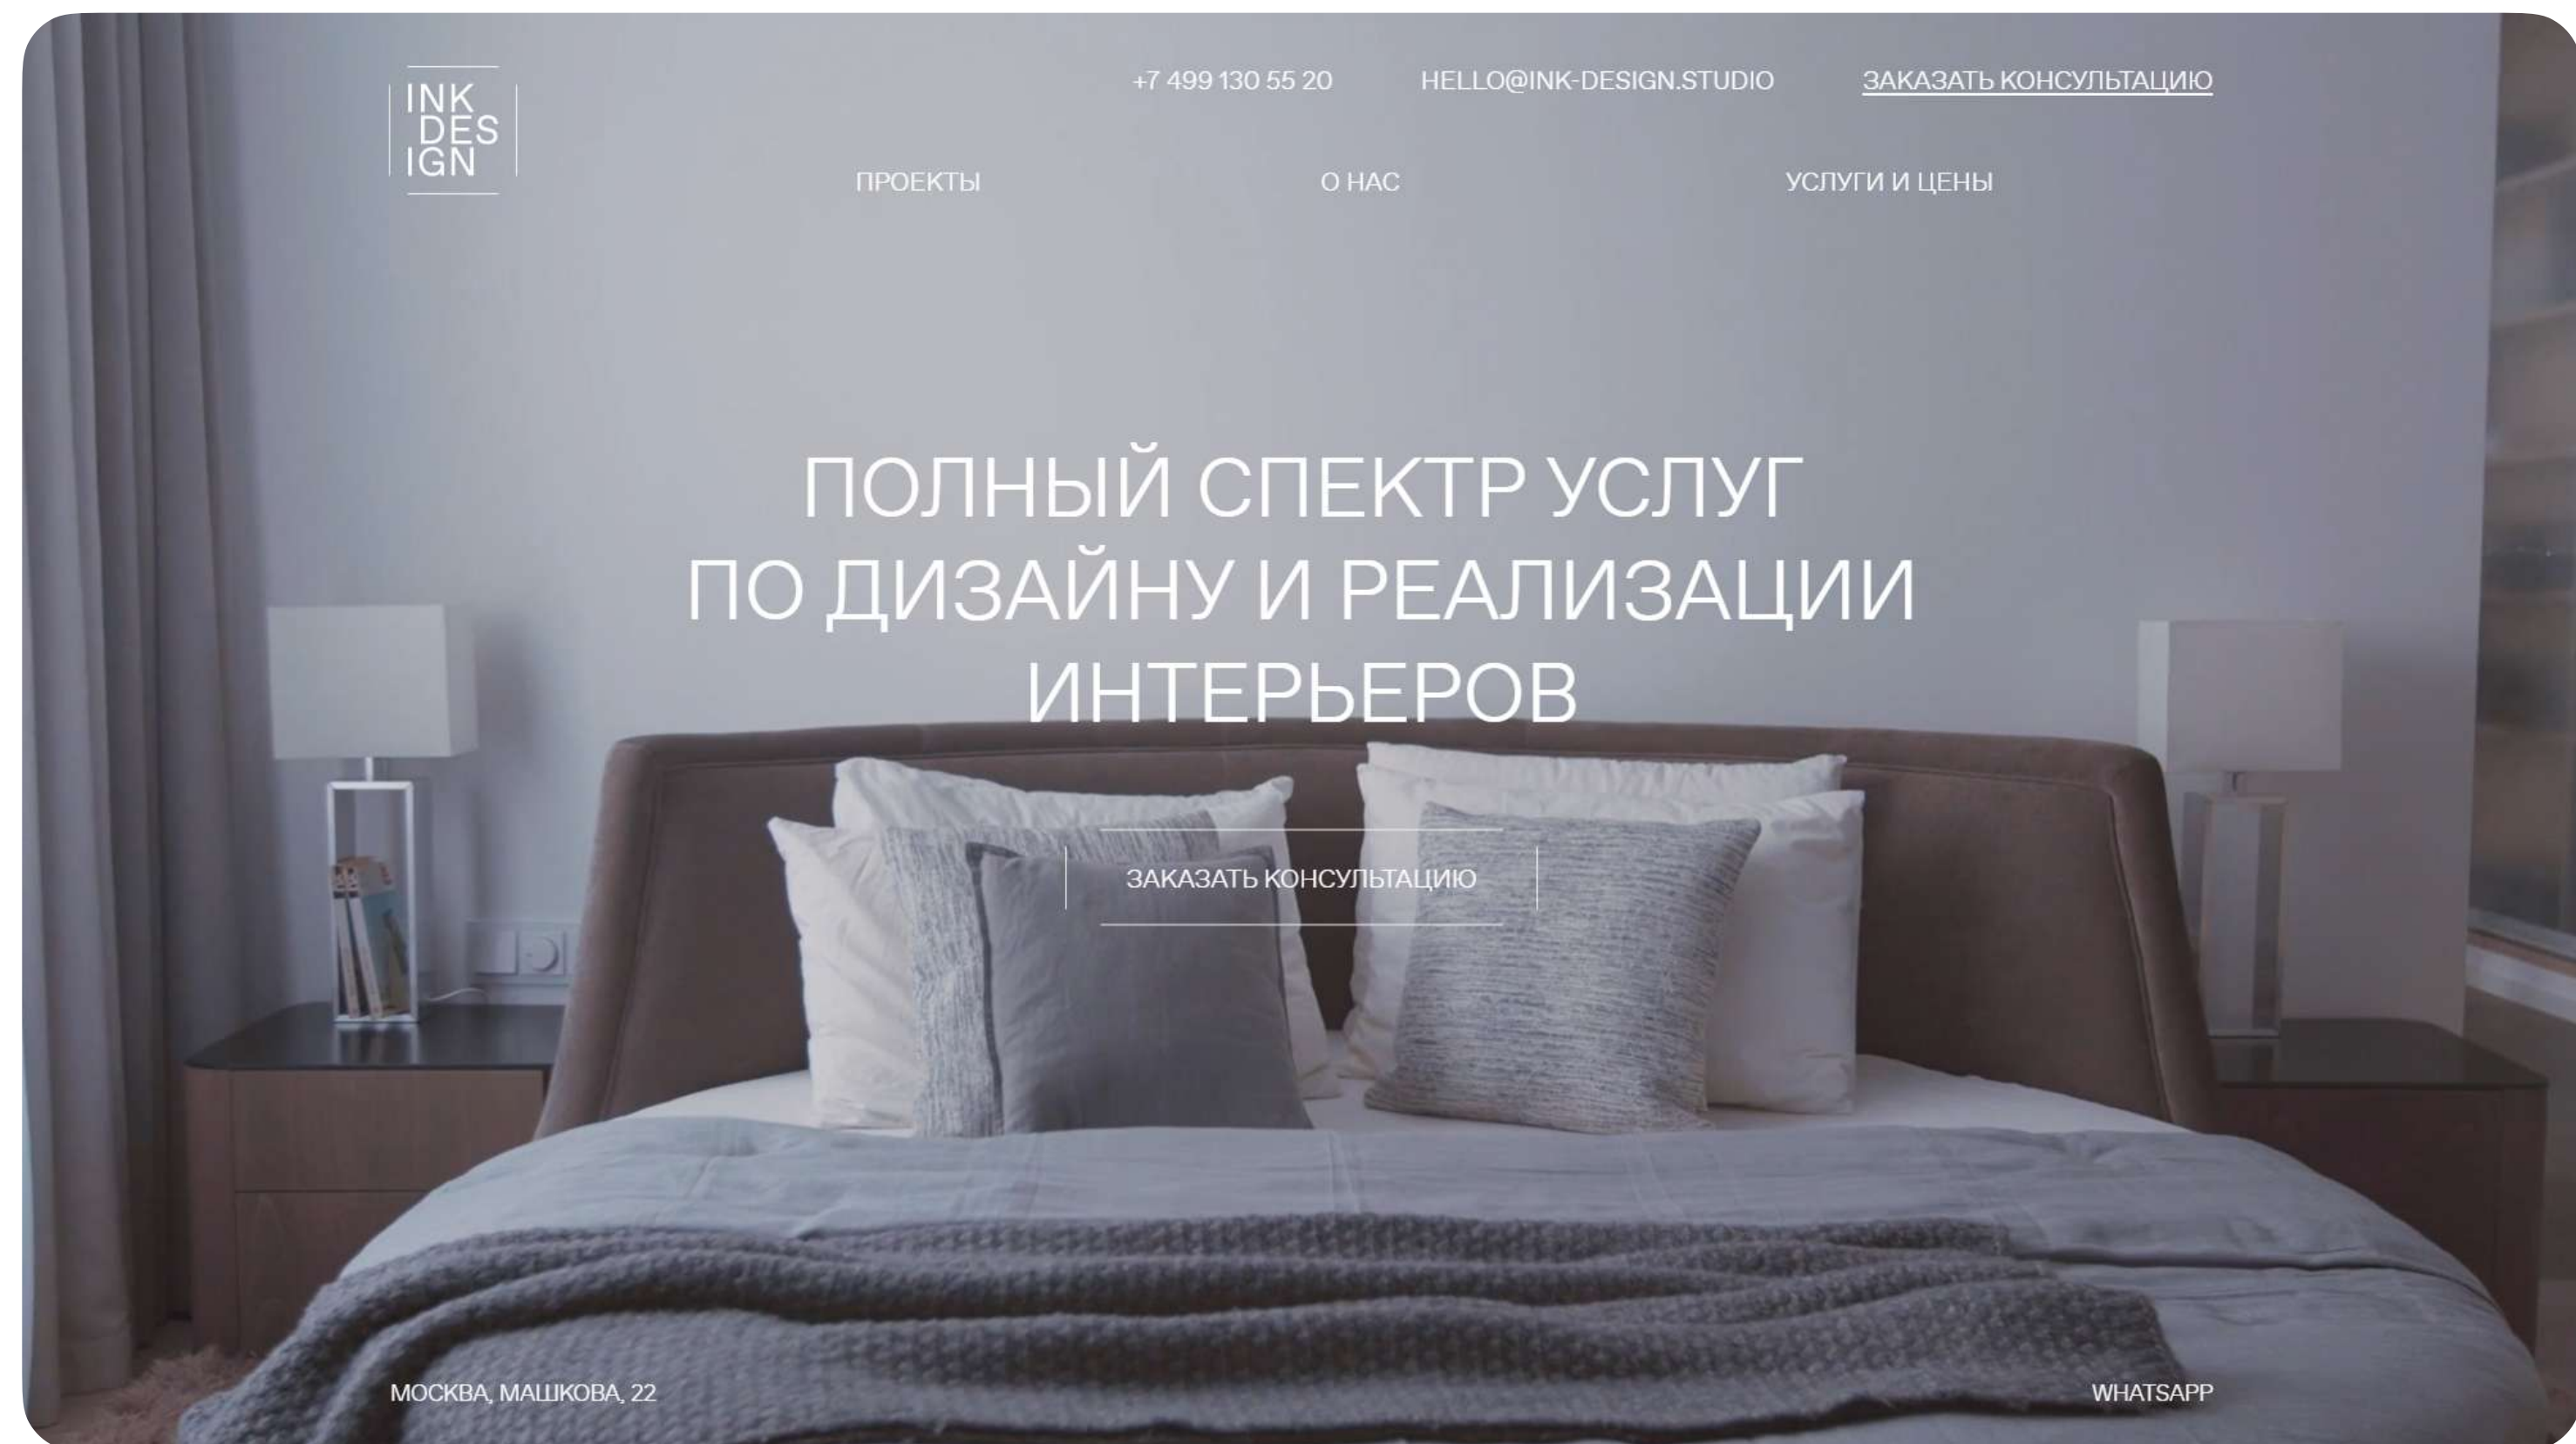 INK
DES
IGN
+7 499 130 55 20
HELLO@INK-DESIGN.STUDIO
ЗАКАЗАТЬ КОНСУЛЬТАЦИЮ
ПРОЕКТЫ
О НАС
УСЛУГИ И ЦЕНЫ
ПОЛНЫЙ СПЕКТР УСЛУГ
ПО ДИЗАЙНУ И РЕАЛИЗАЦИИ
ИНТЕРЬЕРОВ
ЗАКАЗАТЬ КОНСУЛЬТАЦИЮ
МОСКВА, МАШКОВА, 22
WHATSAPP